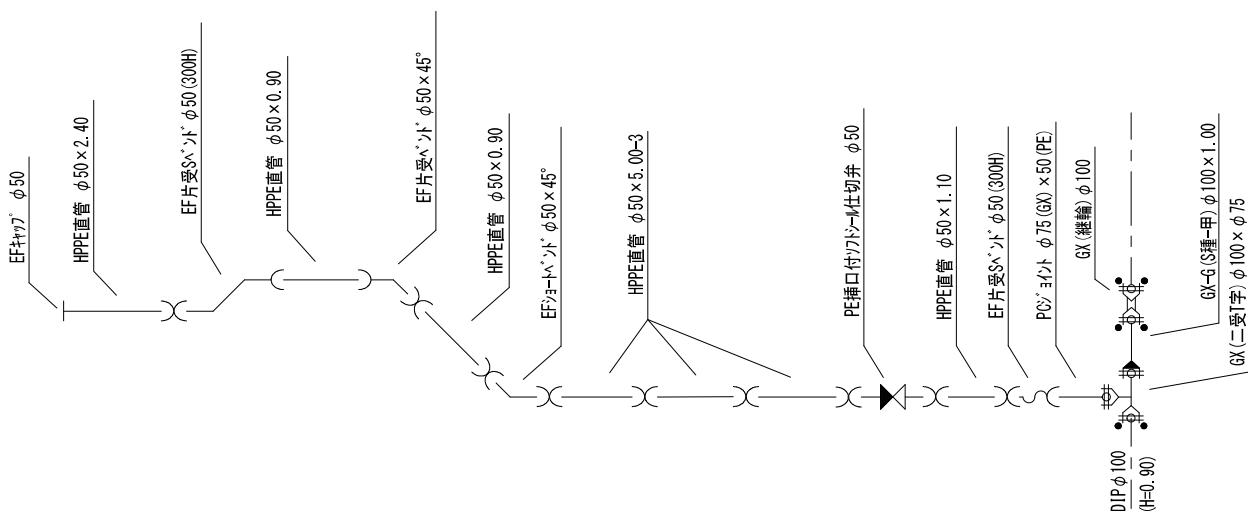 EFｷｬｯﾌﾟ φ50
HPPE直管 φ50×2.40
EF片受Sﾍﾞﾝﾄﾞ φ50(300H)
HPPE直管 φ50×0.90
EF片受ﾍﾞﾝﾄﾞ φ50×45°
HPPE直管 φ50×0.90
EFｼｮｰﾄﾍﾞﾝﾄﾞ φ50×45°
HPPE直管 φ50×5.00-3
PE挿口付ｿﾌﾄｼｰﾙ仕切弁 φ50
HPPE直管 φ50×1.10
EF片受Sﾍﾞﾝﾄﾞ φ50(300H)
PCｼﾞｮｲﾝﾄ φ75(GX)×50(PE)
GX(継輪)φ100
GX-G(S種-甲)φ100×1.00
GX(二受T字)φ100×φ75
DIPφ100
(H=0.90)